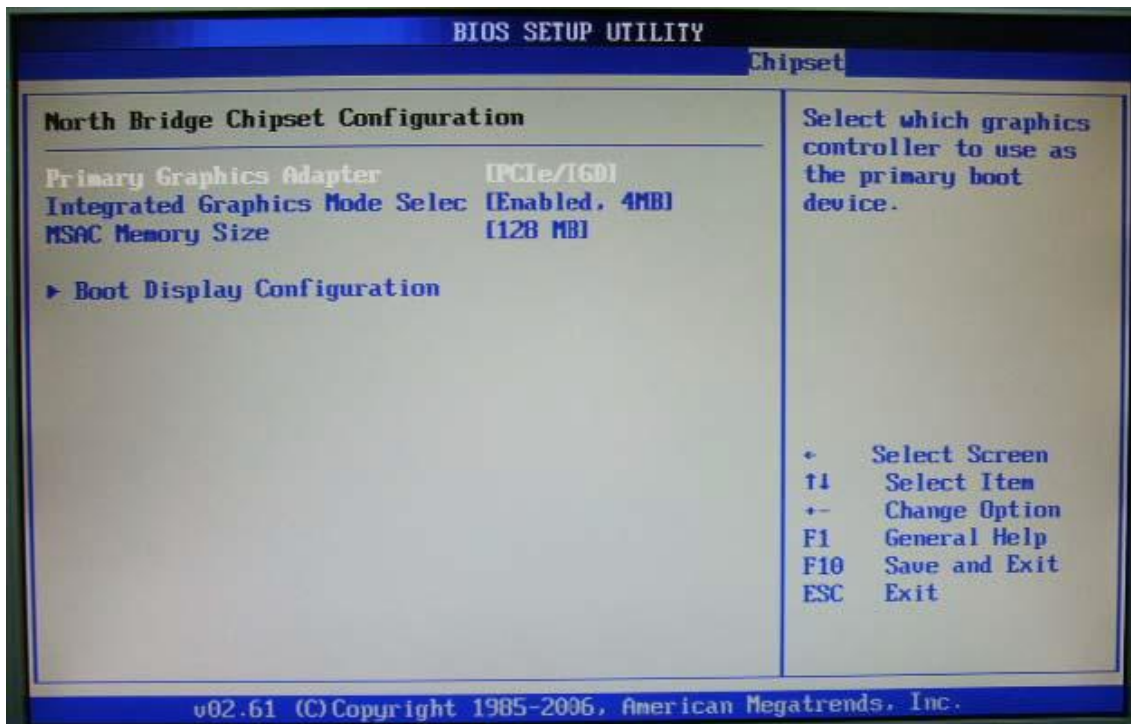 BIOS SETUP UTILITY
Chipset
North Bridge Chipset Configuration
Primary Graphics Adapter [PCIe/IGD]
Integrated Graphics Mode Selec [Enabled, 4MB]
MSAC Memory Size [128 MB]
► Boot Display Configuration
Select which graphics
controller to use as
the primary boot
device.
← Select Screen
↑↓ Select Item
+- Change Option
F1 General Help
F10 Save and Exit
ESC Exit
v02.61 (C)Copyright 1985-2006, American Megatrends, Inc.